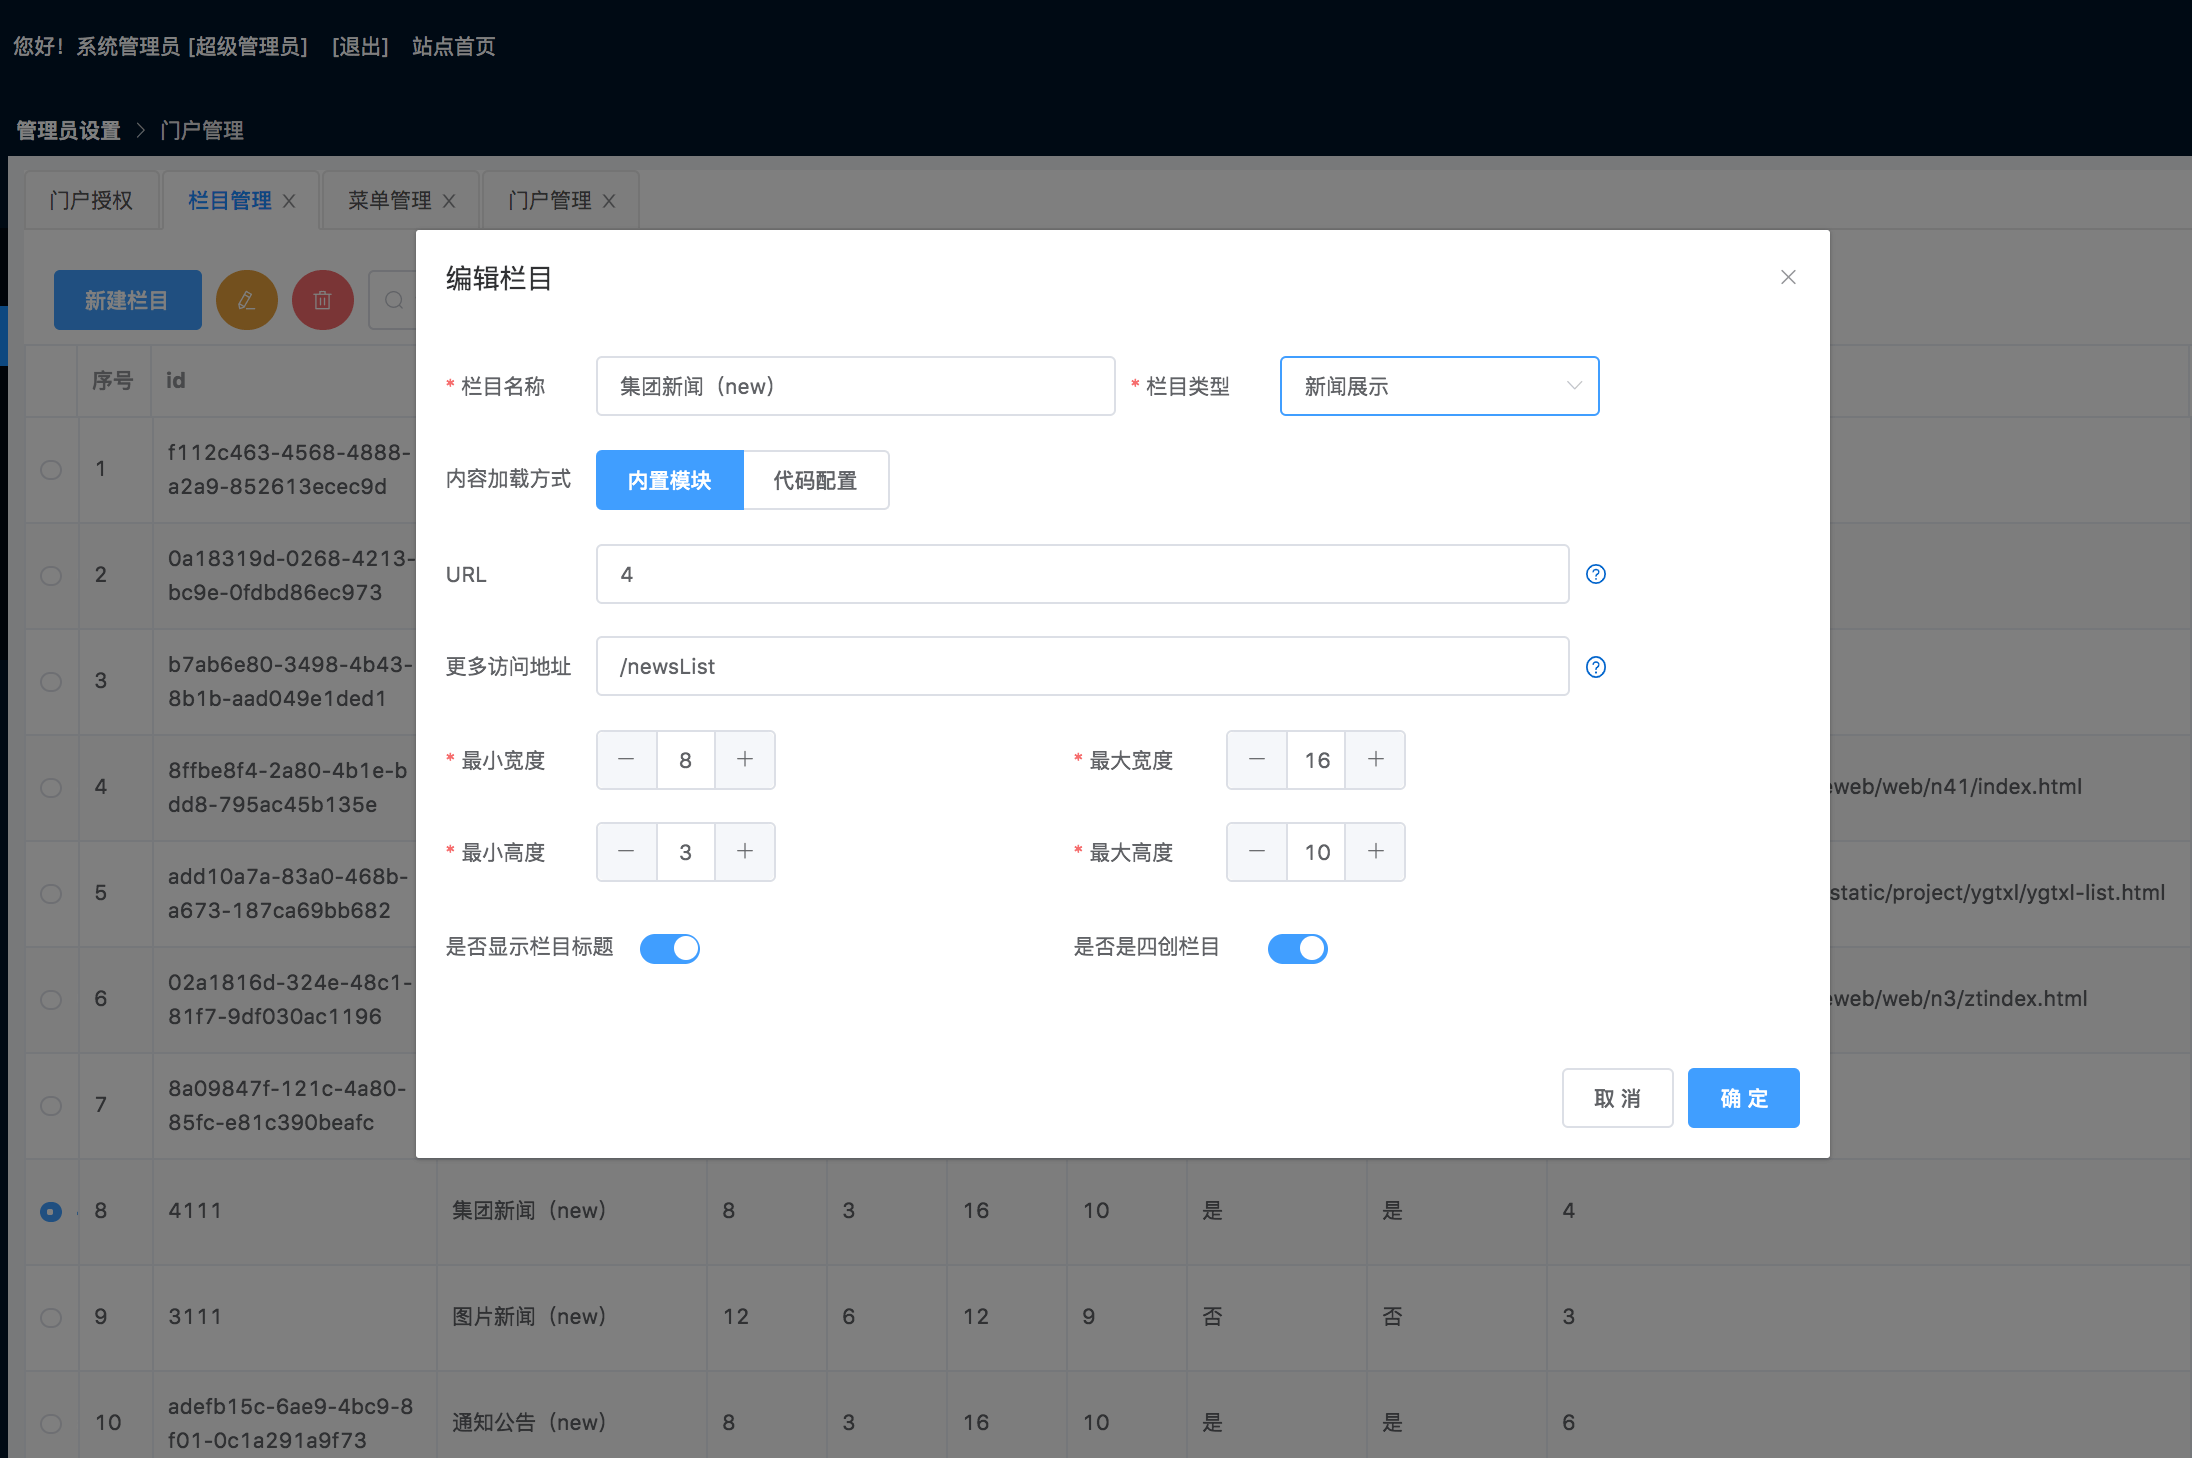 您好！系统管理员 [超级管理员] [退出] 站点首页
管理员设置 > 门户管理
门户授权 栏目管理 × 菜单管理 × 门户管理 ×
新建栏目
编辑栏目
* 栏目名称 集团新闻（new） * 栏目类型 新闻展示
内容加载方式 内置模块 代码配置
URL 4
更多访问地址 /newsList
* 最小宽度 8 * 最大宽度 16
* 最小高度 3 * 最大高度 10
是否显示栏目标题 是否是四创栏目
取 消 确 定
序号 id
1 f112c463-4568-4888-
a2a9-852613ecec9d
2 0a18319d-0268-4213-
bc9e-0fdbd86ec973
3 b7ab6e80-3498-4b43-
8b1b-aad049e1ded1
4 8ffbe8f4-2a80-4b1e-b
dd8-795ac45b135e
eweb/web/n41/index.html
5 add10a7a-83a0-468b-
a673-187ca69bb682
static/project/ygtxl/ygtxl-list.html
6 02a1816d-324e-48c1-
81f7-9df030ac1196
eweb/web/n3/ztindex.html
7 8a09847f-121c-4a80-
85fc-e81c390beafc
8 4111 集团新闻（new） 8 3 16 10 是 是 4
9 3111 图片新闻（new） 12 6 12 9 否 否 3
10 adefb15c-6ae9-4bc9-8
f01-0c1a291a9f73
通知公告（new） 8 3 16 10 是 是 6